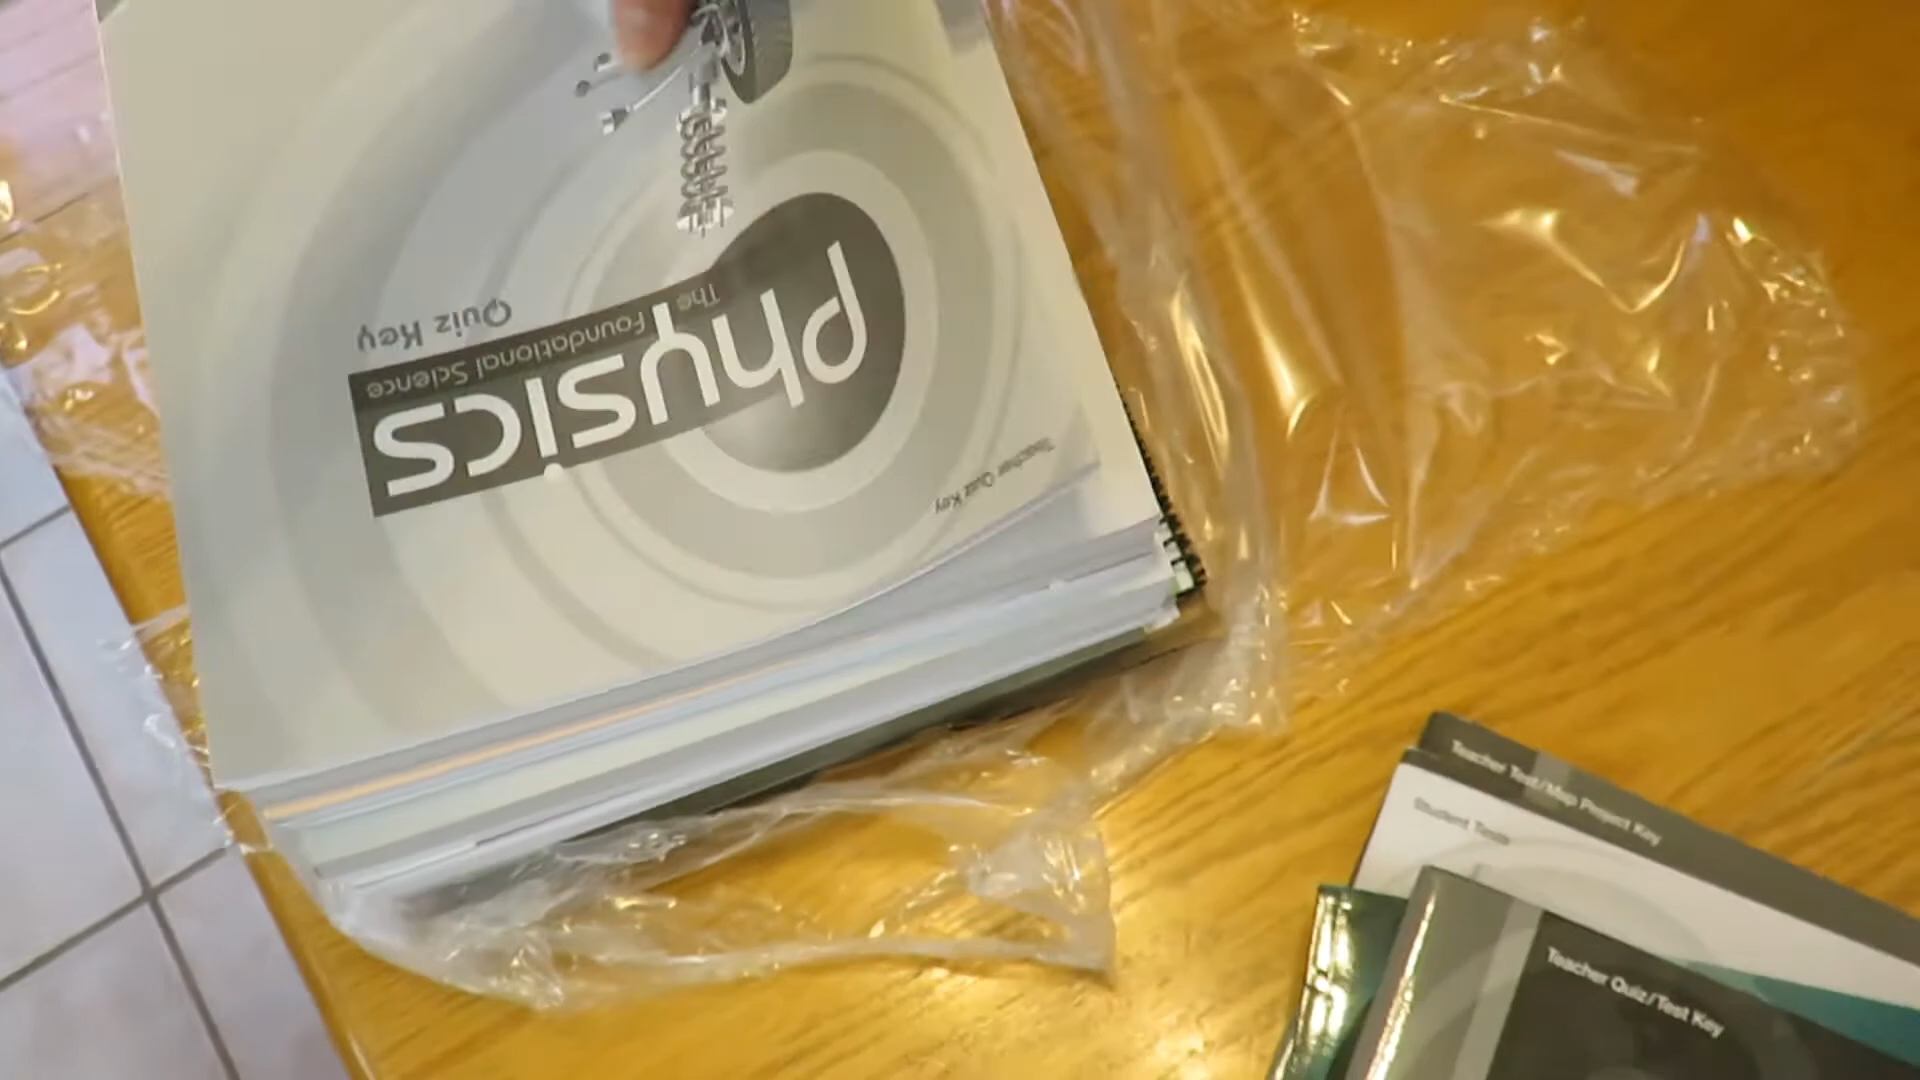 Teacher Quiz Key
Physics
The Foundational Science
Quiz Key
Teacher Test/Map Project Key
Student Tests
Teacher Quiz/Test Key